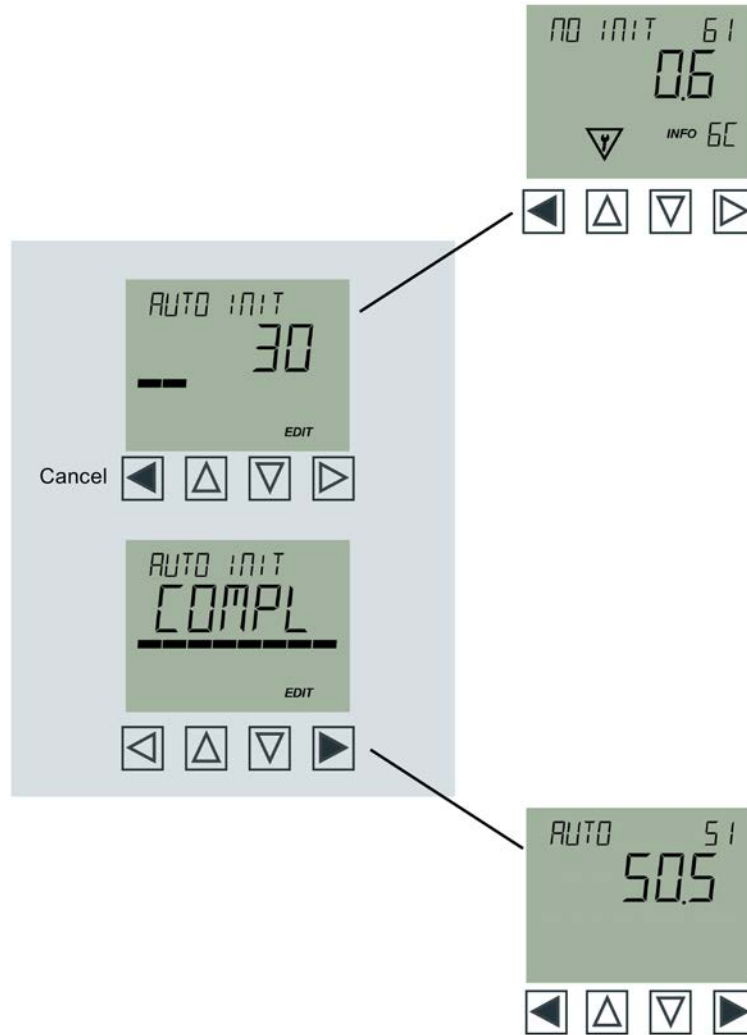 NO INIT 61
0.6
INFO 6C
AUTO INIT
30
EDIT
Cancel
AUTO INIT
COMPL
EDIT
AUTO 51
50.5